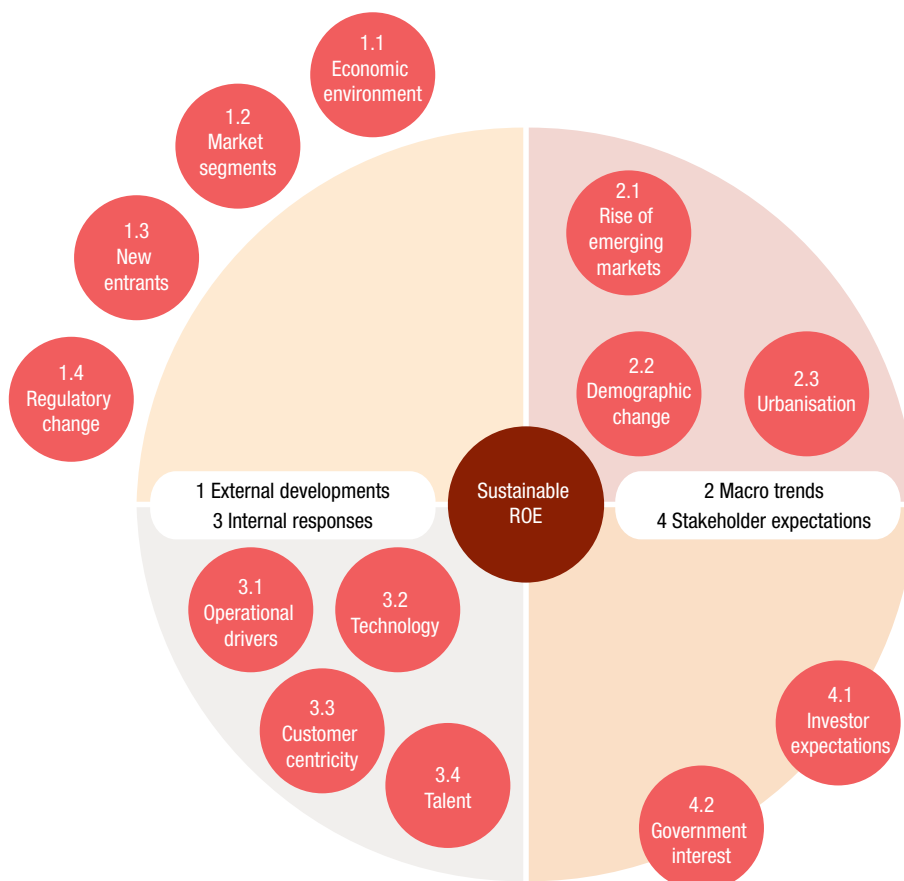 1.1
Economic
environment
1.2
Market
segments
1.3
New
entrants
1.4
Regulatory
change
2.1
Rise of
emerging
markets
2.2
Demographic
change
2.3
Urbanisation
1 External developments
3 Internal responses
Sustainable
ROE
2 Macro trends
4 Stakeholder expectations
3.1
Operational
drivers
3.2
Technology
3.3
Customer
centricity
3.4
Talent
4.1
Investor
expectations
4.2
Government
interest